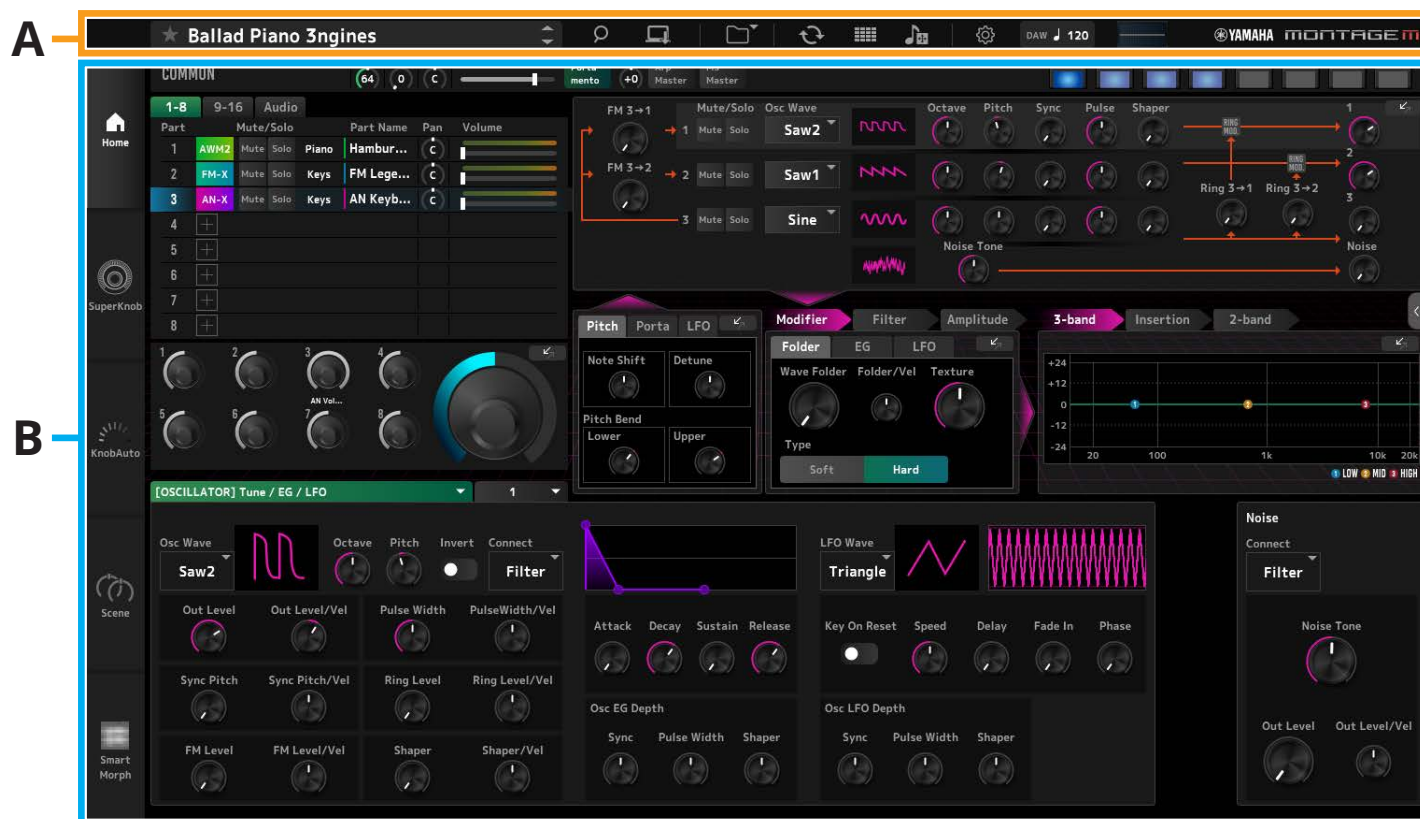 A
Ballad Piano 3ngines
DAW 120
YAMAHA MONTAGE M
B
COMMON
64 0 C
mento +0 Master Master
Home
SuperKnob
KnobAuto
Scene
Smart
Morph
1-8 9-16 Audio
Part Mute/Solo Part Name Pan Volume
1 AWM2 Mute Solo Piano Hambur... C
2 FM-X Mute Solo Keys FM Lege... C
3 AN-X Mute Solo Keys AN Keyb... C
4
5
6
7
8
1 2 3 4
AN Vol...
5 6 7 8
FM 3→1 Mute/Solo Osc Wave Octave Pitch Sync Pulse Shaper 1
1 Mute Solo Saw2 RING MOD.
FM 3→2 2 Mute Solo Saw1 RING MOD. 2
Ring 3→1 Ring 3→2
3 Mute Solo Sine 3
Noise Tone Noise
Pitch Porta LFO
Note Shift Detune
Pitch Bend
Lower Upper
Modifier Filter Amplitude
Folder EG LFO
Wave Folder Folder/Vel Texture
Type
Soft Hard
3-band Insertion 2-band
+24
+12
0 1 2 3
-12
-24
20 100 1k 10k 20k
1 LOW 2 MID 3 HIGH
[OSCILLATOR] Tune / EG / LFO 1
Osc Wave Octave Pitch Invert Connect
Saw2 Filter
Out Level Out Level/Vel Pulse Width PulseWidth/Vel
Sync Pitch Sync Pitch/Vel Ring Level Ring Level/Vel
FM Level FM Level/Vel Shaper Shaper/Vel
Attack Decay Sustain Release
Osc EG Depth
Sync Pulse Width Shaper
LFO Wave
Triangle
Key On Reset Speed Delay Fade In Phase
Osc LFO Depth
Sync Pulse Width Shaper
Noise
Connect
Filter
Noise Tone
Out Level Out Level/Vel